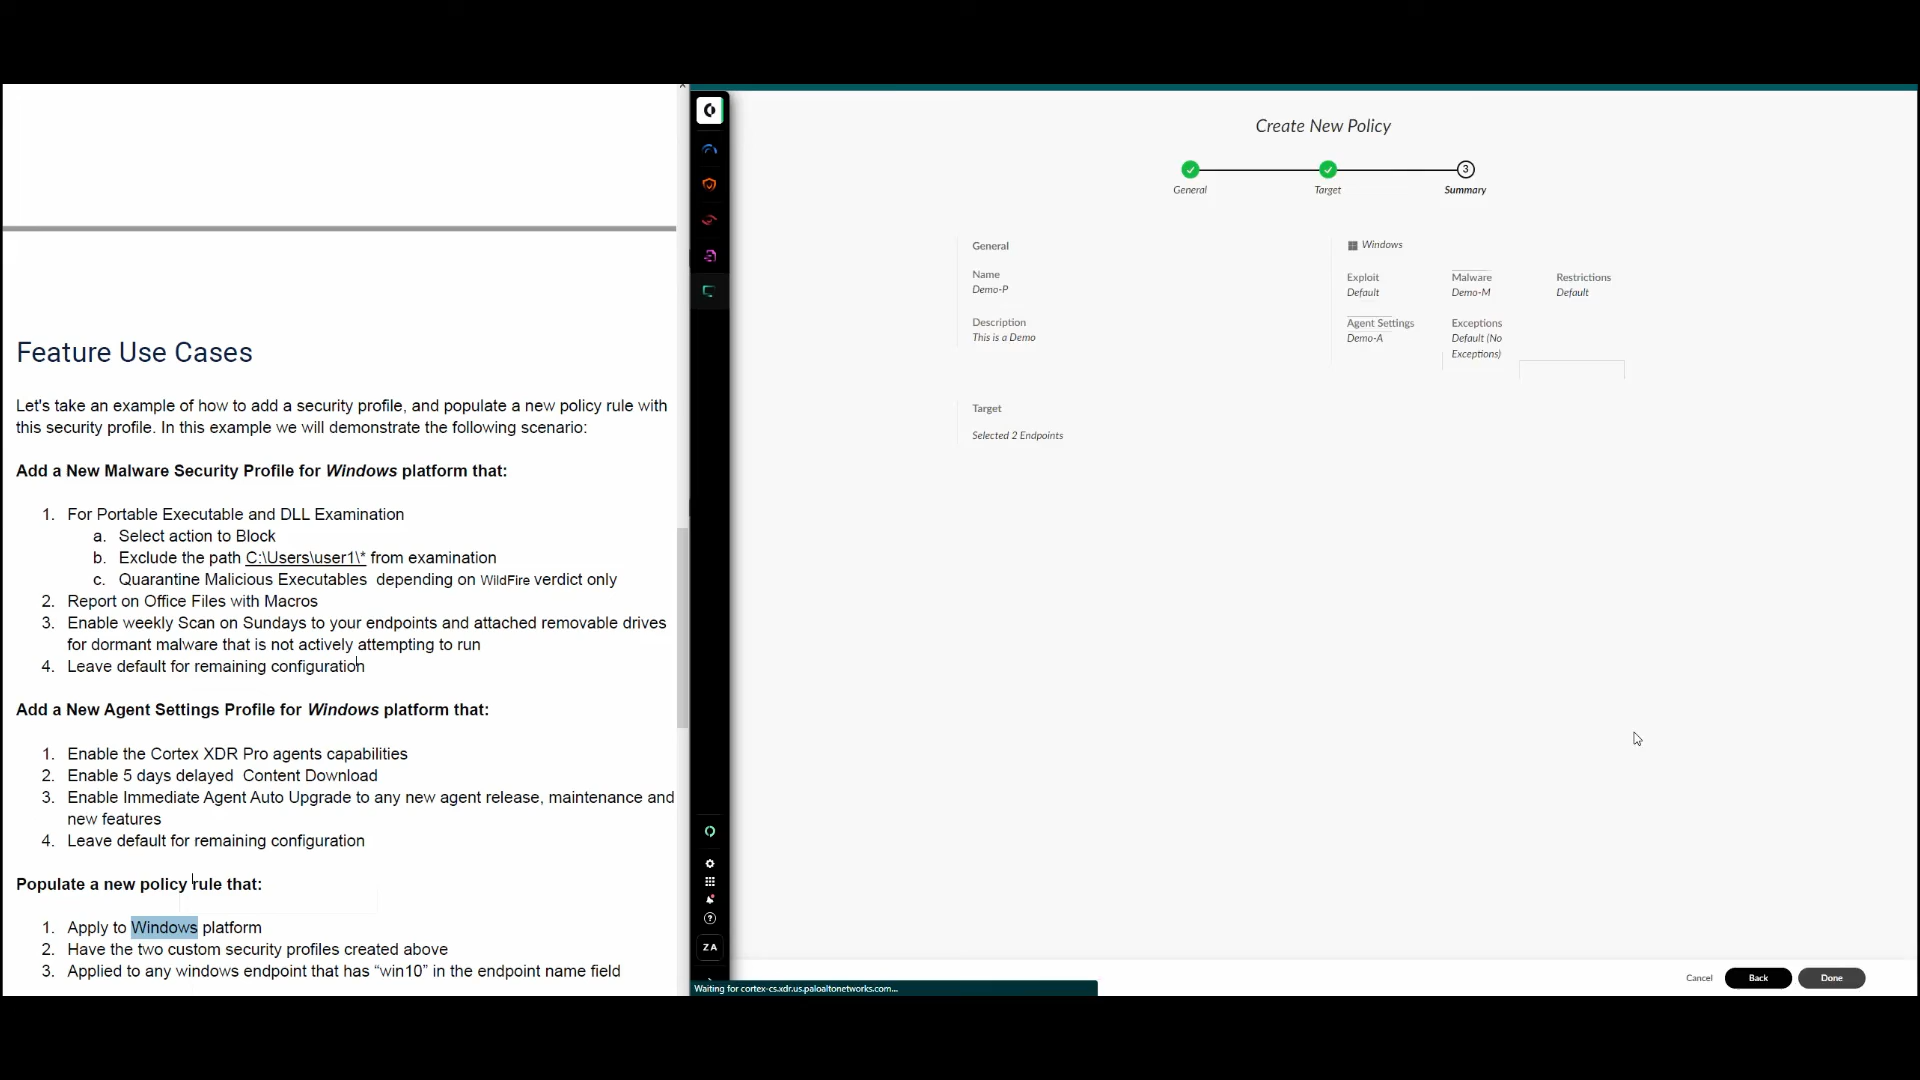 Feature Use Cases
Let's take an example of how to add a security profile, and populate a new policy rule with
this security profile. In this example we will demonstrate the following scenario:
Add a New Malware Security Profile for Windows platform that:
1. For Portable Executable and DLL Examination
a. Select action to Block
b. Exclude the path C:\Users\user1\* from examination
c. Quarantine Malicious Executables depending on WildFire verdict only
2. Report on Office Files with Macros
3. Enable weekly Scan on Sundays to your endpoints and attached removable drives
for dormant malware that is not actively attempting to run
4. Leave default for remaining configuration
Add a New Agent Settings Profile for Windows platform that:
1. Enable the Cortex XDR Pro agents capabilities
2. Enable 5 days delayed Content Download
3. Enable Immediate Agent Auto Upgrade to any new agent release, maintenance and
new features
4. Leave default for remaining configuration
Populate a new policy rule that:
1. Apply to Windows platform
2. Have the two custom security profiles created above
3. Applied to any windows endpoint that has “win10” in the endpoint name field
ZA
Create New Policy
3
General Target Summary
General
Name
Demo-P
Description
This is a Demo
Target
Selected 2 Endpoints
Windows
Exploit Malware Restrictions
Default Demo-M Default
Agent Settings Exceptions
Demo-A Default (No
Exceptions)
Cancel Back Done
Waiting for cortex-cs.xdr.us.paloaltonetworks.com...